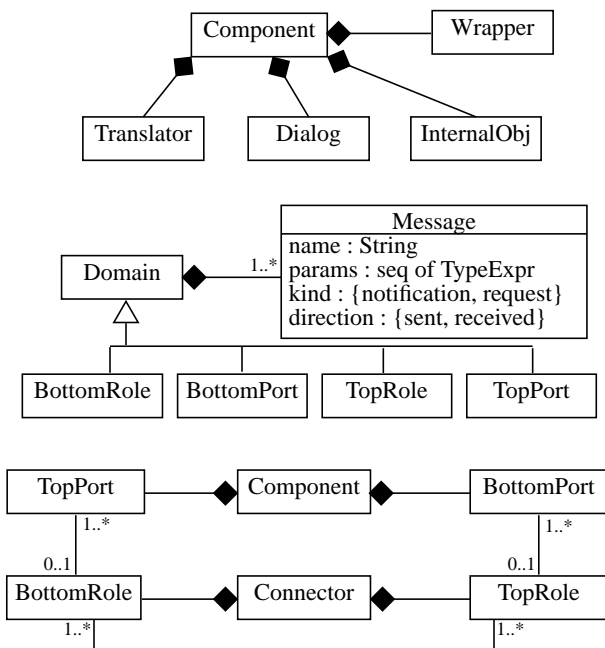 Component
Wrapper
Translator
Dialog
InternalObj
Message
name : String
params : seq of TypeExpr
kind : {notification, request}
direction : {sent, received}
Domain
1..*
BottomRole
BottomPort
TopRole
TopPort
TopPort
Component
BottomPort
1..*
1..*
0..1
0..1
BottomRole
Connector
TopRole
1..*
1..*